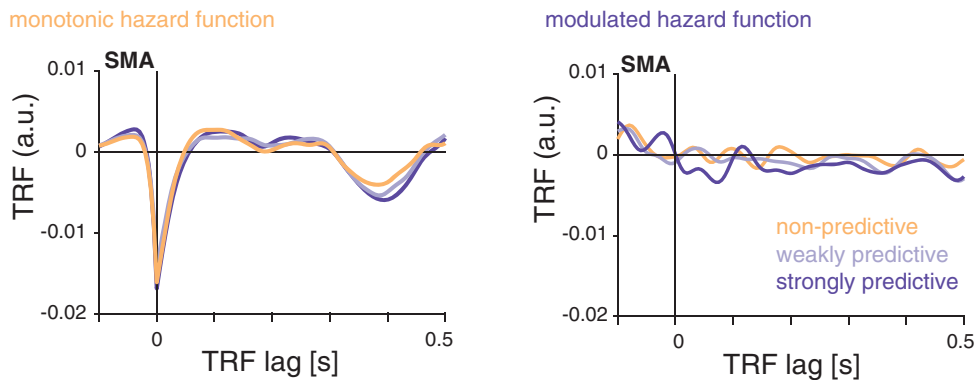 monotonic hazard function
SMA
0.01
0
-0.01
-0.02
TRF (a.u.)
0
0.5
TRF lag [s]
modulated hazard function
SMA
0.01
0
-0.01
-0.02
TRF (a.u.)
non-predictive
weakly predictive
strongly predictive
0
0.5
TRF lag [s]